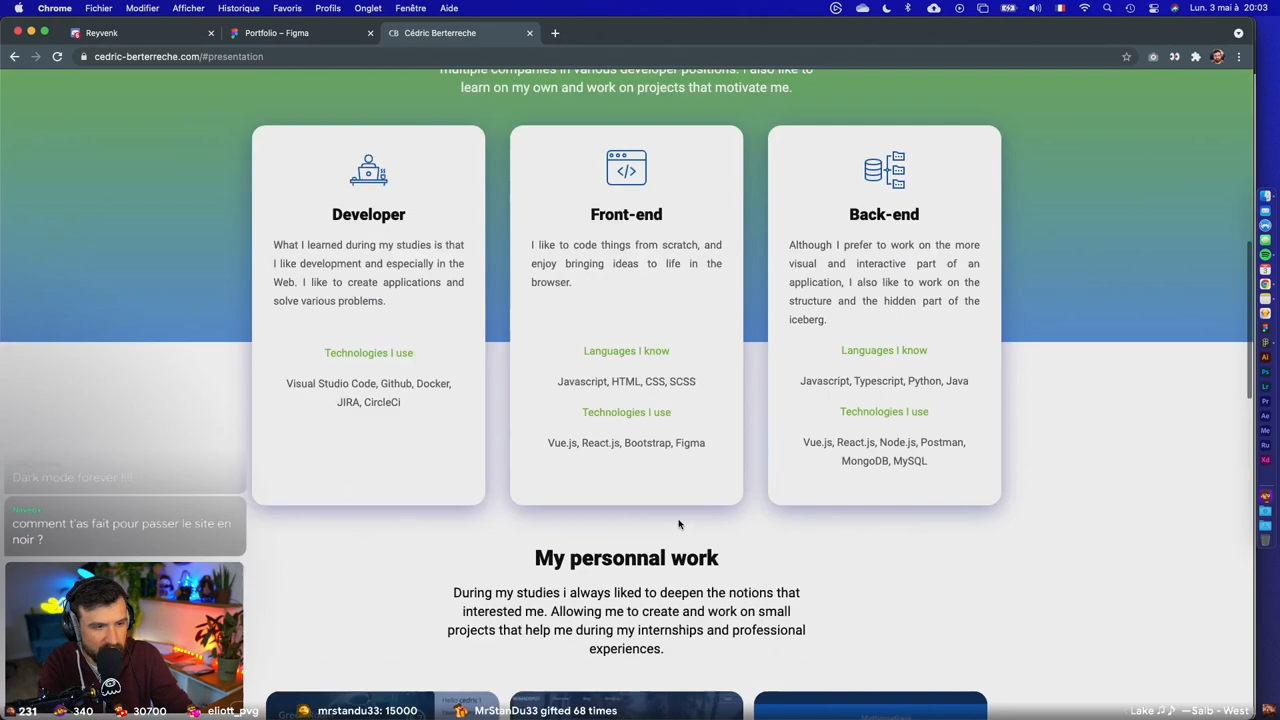 Chrome Fichier Modifier Afficher Historique Favoris Profils Onglet Fenêtre Aide Lun. 3 mai à 20:03
Reyvenk
Portfolio – Figma
CB Cédric Berterreche
cedric-berterreche.com/#presentation
multiple companies in various developer positions. I also like to
learn on my own and work on projects that motivate me.
Developer
What I learned during my studies is that
I like development and especially in the
Web. I like to create applications and
solve various problems.
Technologies I use
Visual Studio Code, Github, Docker,
JIRA, CircleCi
Front-end
I like to code things from scratch, and
enjoy bringing ideas to life in the
browser.
Languages I know
Javascript, HTML, CSS, SCSS
Technologies I use
Vue.js, React.js, Bootstrap, Figma
Back-end
Although I prefer to work on the more
visual and interactive part of an
application, I also like to work on the
structure and the hidden part of the
iceberg.
Languages I know
Javascript, Typescript, Python, Java
Technologies I use
Vue.js, React.js, Node.js, Postman,
MongoDB, MySQL
Dark mode forever !!!!
comment t'as fait pour passer le site en
noir ?
My personnal work
During my studies i always liked to deepen the notions that
interested me. Allowing me to create and work on small
projects that help me during my internships and professional
experiences.
231 340 30700 eliott_pvg mrstandu33: 15000 MrStanDu33 gifted 68 times Lake ♫♪ —Saib - West
Ai
Ps
Lr
Pr
Ae
Me
Ru
Xd